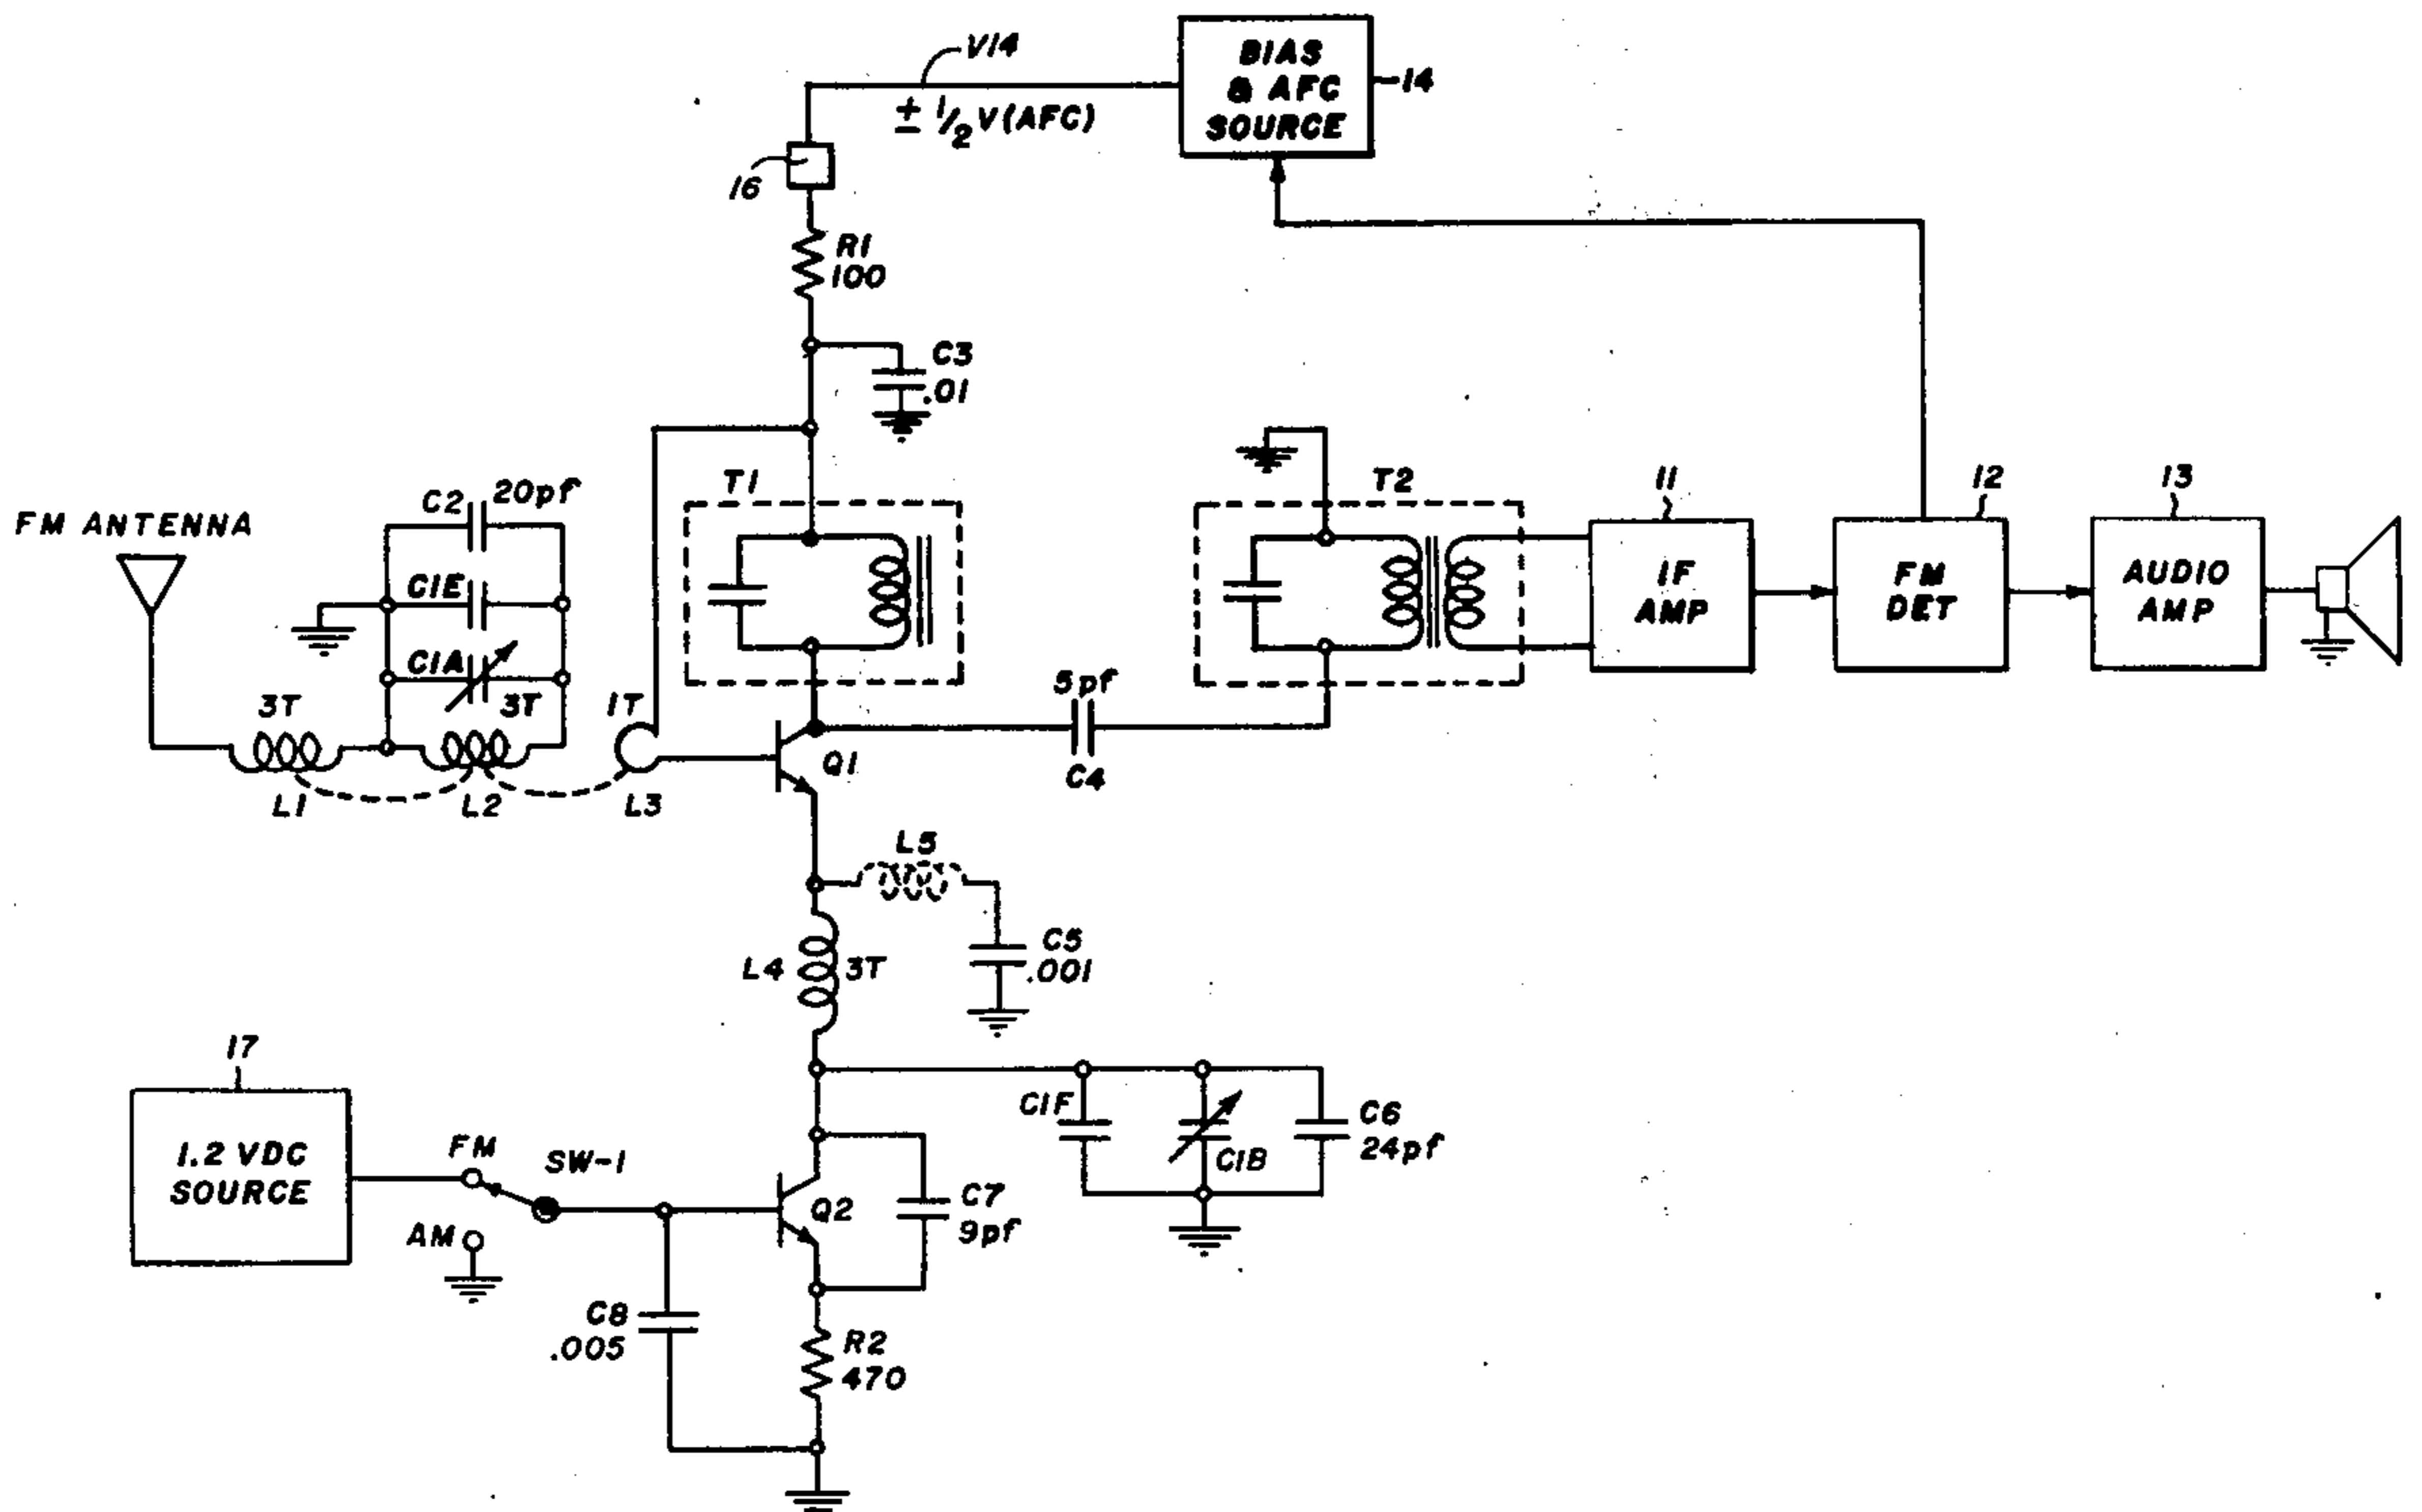 V14
± 1/2 V(AFC)
BIAS
& AFC
SOURCE
14
16
R1
100
C3
.01
FM ANTENNA
C2 20pf
C1E
C1A
3T
3T
1T
L1
L2
L3
T1
Q1
5pf
C4
T2
11
IF
AMP
12
FM
DET
13
AUDIO
AMP
L5
C5
.001
L4
3T
17
1.2 VDC
SOURCE
FM
SW-1
AM
C8
.005
Q2
C7
9pf
R2
470
C1F
C1B
C6
24pf